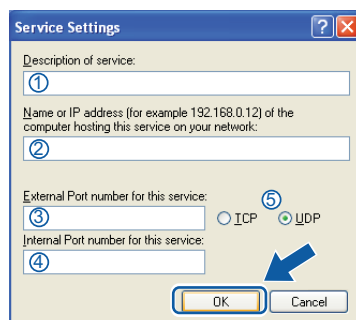 Service Settings
Description of service:
①
Name or IP address (for example 192.168.0.12) of the
computer hosting this service on your network:
②
External Port number for this service:
⑤
③
TCP
UDP
Internal Port number for this service:
④
OK
Cancel